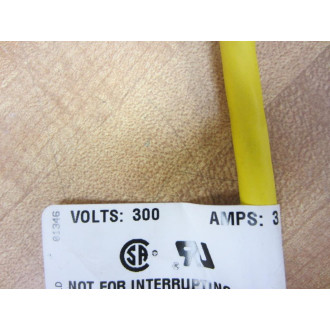 VOLTS: 300 AMPS: 3
NOT FOR INTERRUPTING
01346